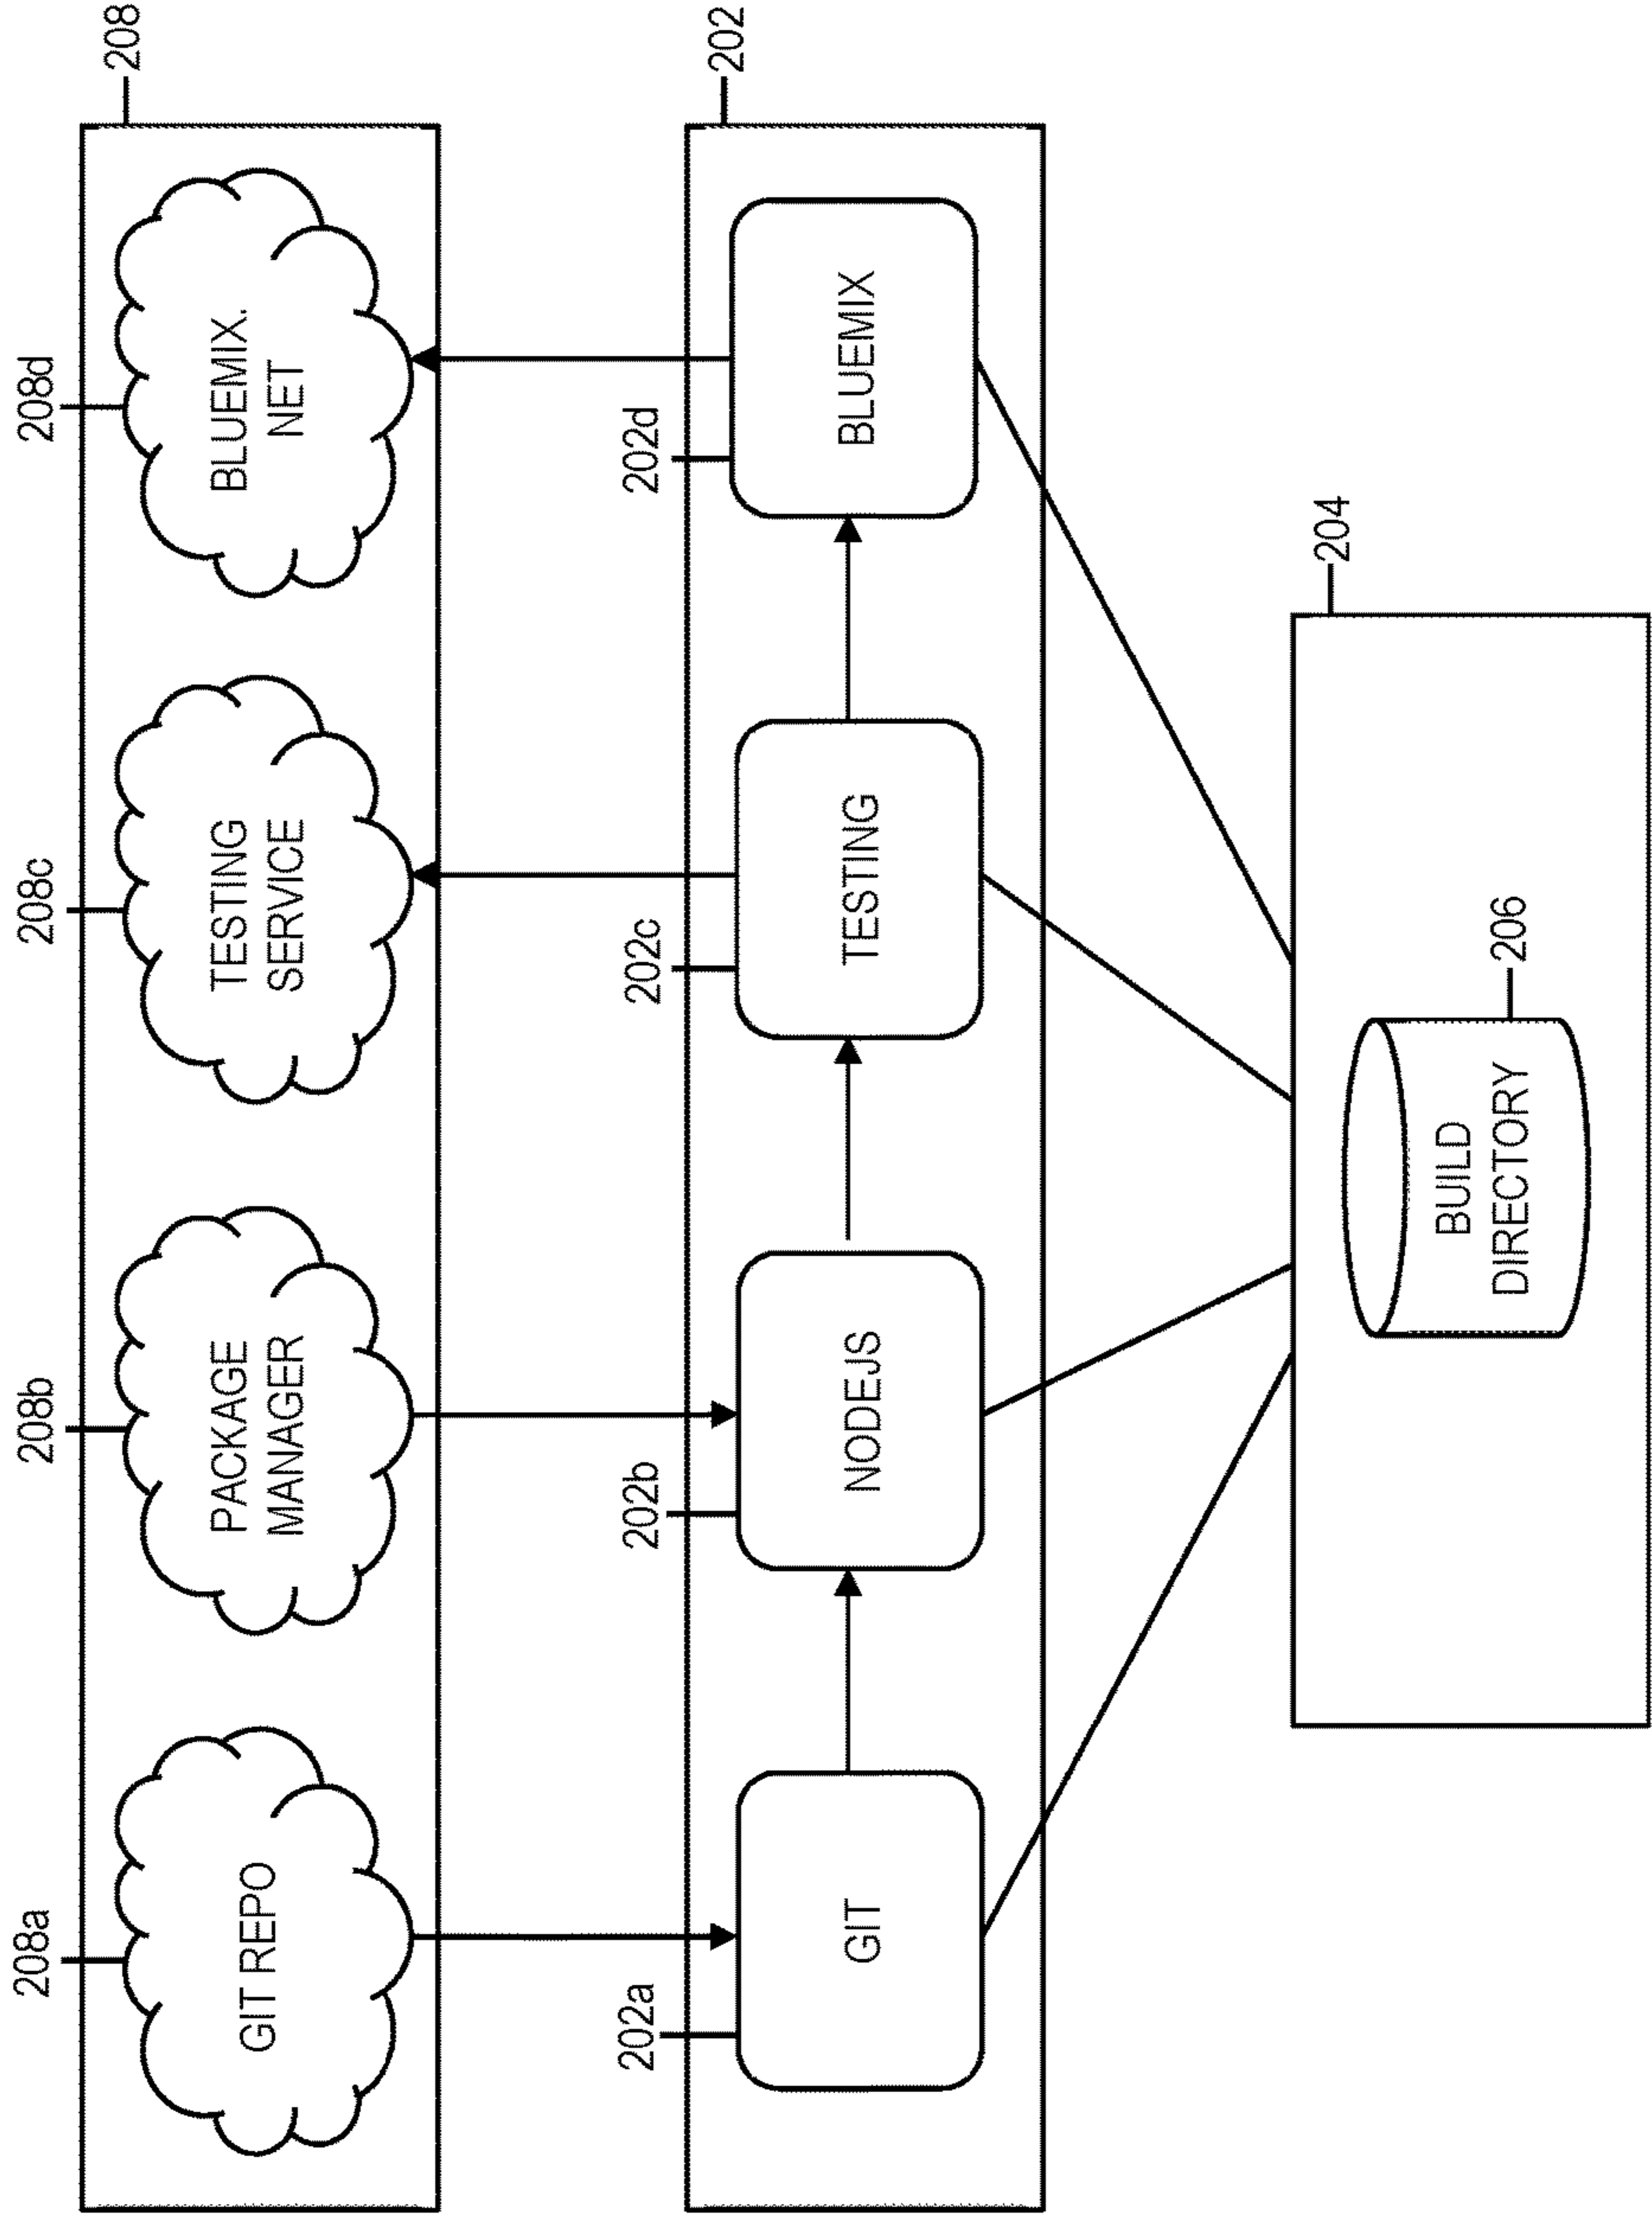 208a
208b
208c
208d
208
GIT REPO
PACKAGE
MANAGER
TESTING
SERVICE
BLUEMIX.
NET
202a
202b
202c
202d
202
GIT
NODEJS
TESTING
BLUEMIX
204
BUILD
DIRECTORY
206